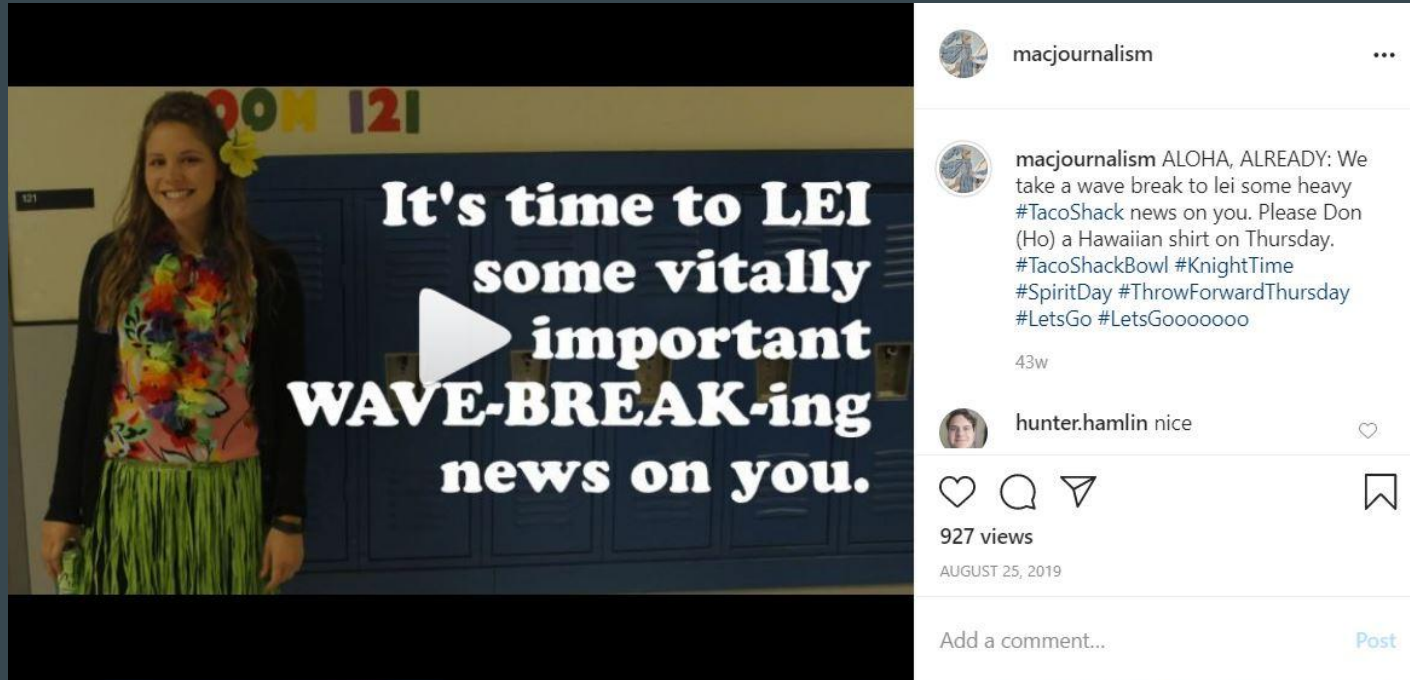 OOM 121
121
It's time to LEI
some vitally
important
WAVE-BREAK-ing
news on you.
macjournalism
macjournalism ALOHA, ALREADY: We
take a wave break to lei some heavy
#TacoShack news on you. Please Don
(Ho) a Hawaiian shirt on Thursday.
#TacoShackBowl #KnightTime
#SpiritDay #ThrowForwardThursday
#LetsGo #LetsGooooooo
43w
hunter.hamlin nice
927 views
AUGUST 25, 2019
Add a comment...
Post